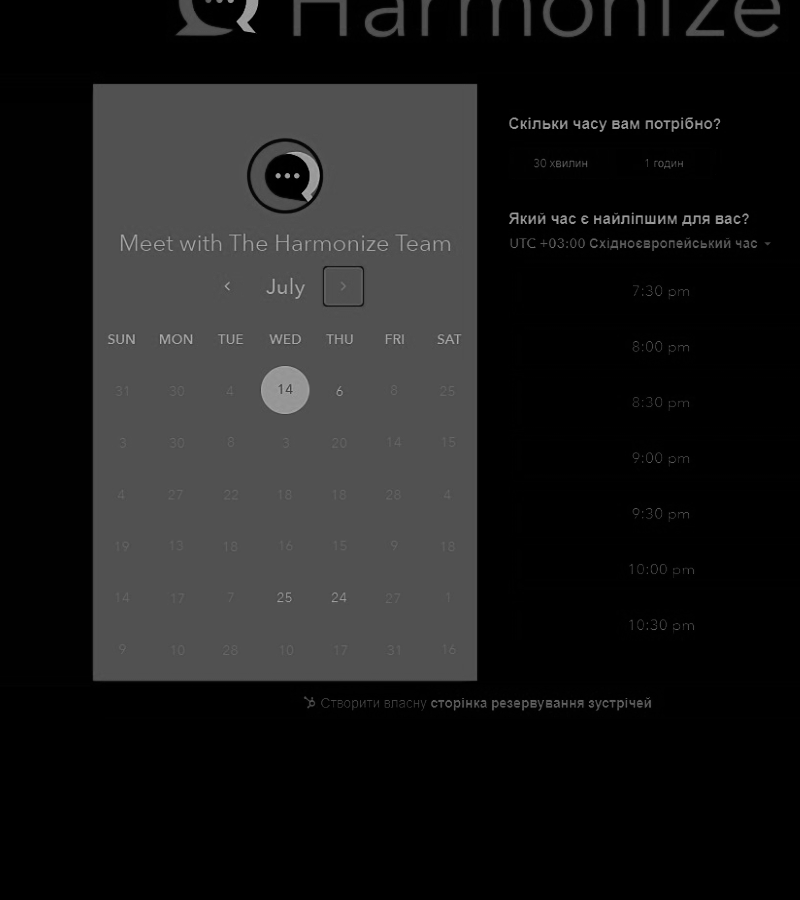 Harmonize
Meet with The Harmonize Team
July
SUN MON TUE WED THU FRI SAT
31 30 4 14 6 8 25
3 30 8 3 20 14 15
4 27 22 18 18 28 4
19 13 18 16 15 9 18
14 17 7 25 24 27 1
9 10 28 10 17 31 16
Скільки часу вам потрібно?
30 хвилин 1 годин
Який час є найліпшим для вас?
UTC +03:00 Східноєвропейський час
7:30 pm
8:00 pm
8:30 pm
9:00 pm
9:30 pm
10:00 pm
10:30 pm
Створити власну сторінка резервування зустрічей